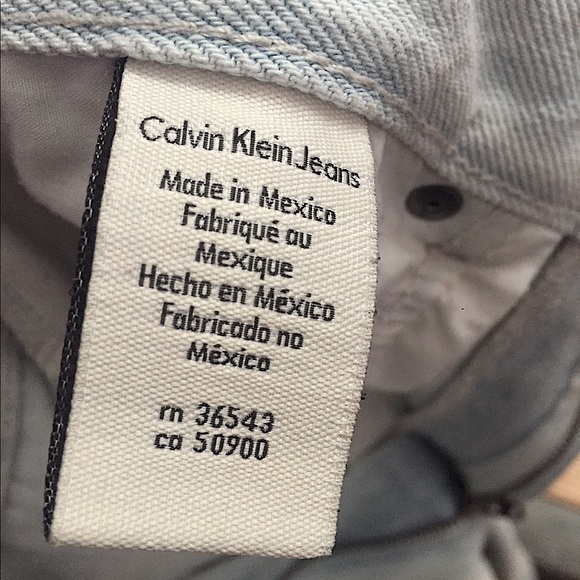 Calvin Klein Jeans
Made in Mexico
Fabriqué au
Mexique
Hecho en México
Fabricado no
México
rn 36543
ca 50900